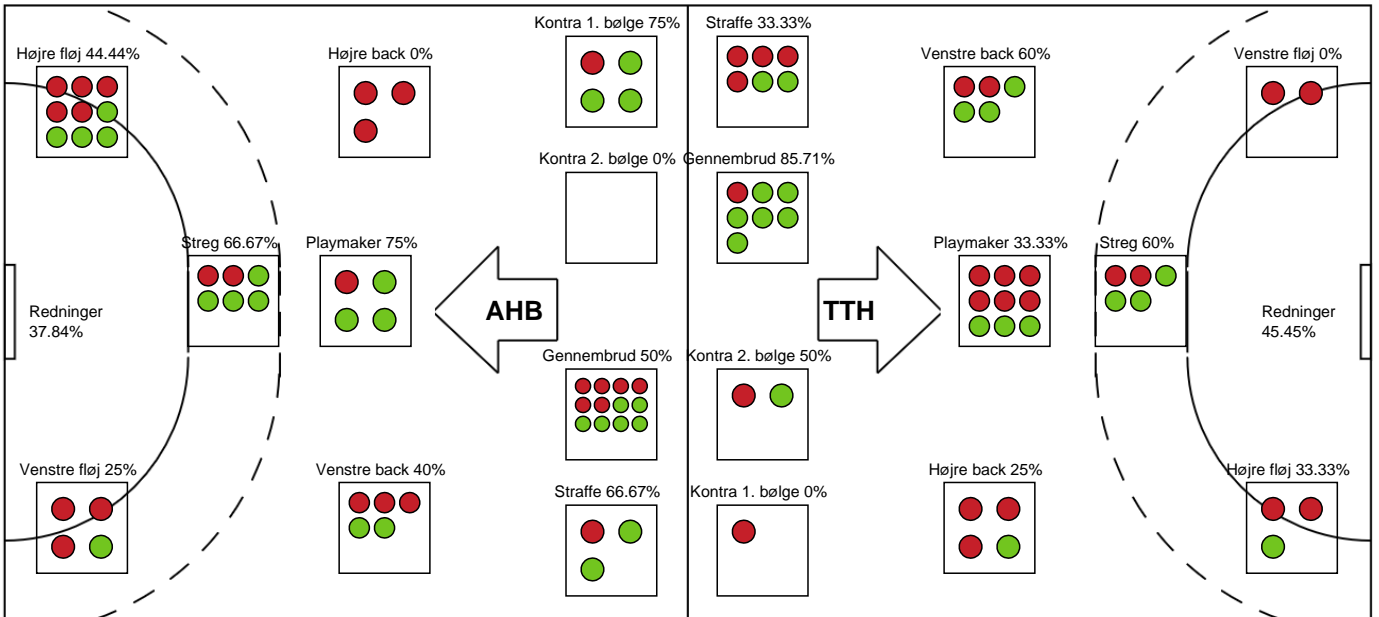 Kontra 1. bølge 75%
Straffe 33.33%
Højre fløj 44.44%
Højre back 0%
Venstre back 60%
Venstre fløj 0%
Kontra 2. bølge 0%
Gennembrud 85.71%
Streg 66.67%
Playmaker 75%
Playmaker 33.33%
Streg 60%
AHB
TTH
Redninger
37.84%
Redninger
45.45%
Gennembrud 50%
Kontra 2. bølge 50%
Venstre fløj 25%
Venstre back 40%
Højre back 25%
Højre fløj 33.33%
Straffe 66.67%
Kontra 1. bølge 0%